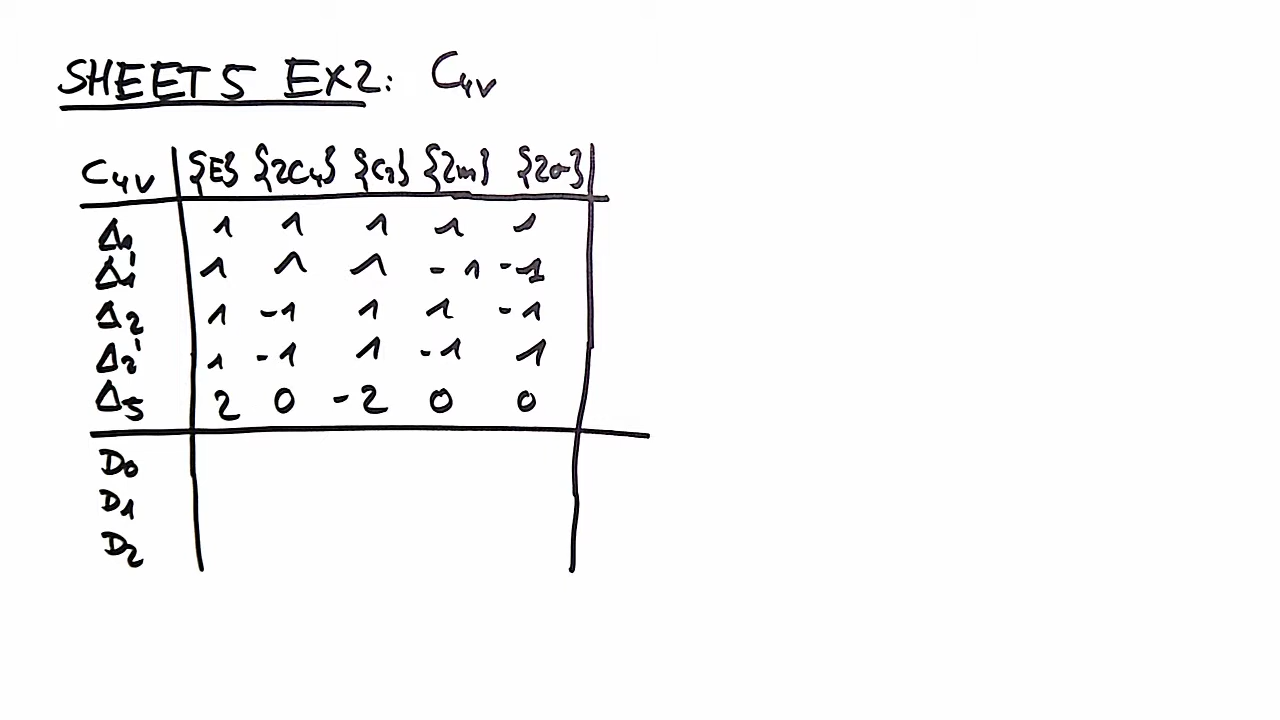 SHEET 5 EX2: C4v
C4v {E} {2C4} {C2} {2m} {2σ}
Δ1 1 1 1 1 1
Δ1' 1 1 1 -1 -1
Δ2 1 -1 1 1 -1
Δ2' 1 -1 1 -1 1
Δ5 2 0 -2 0 0
D0
D1
D2